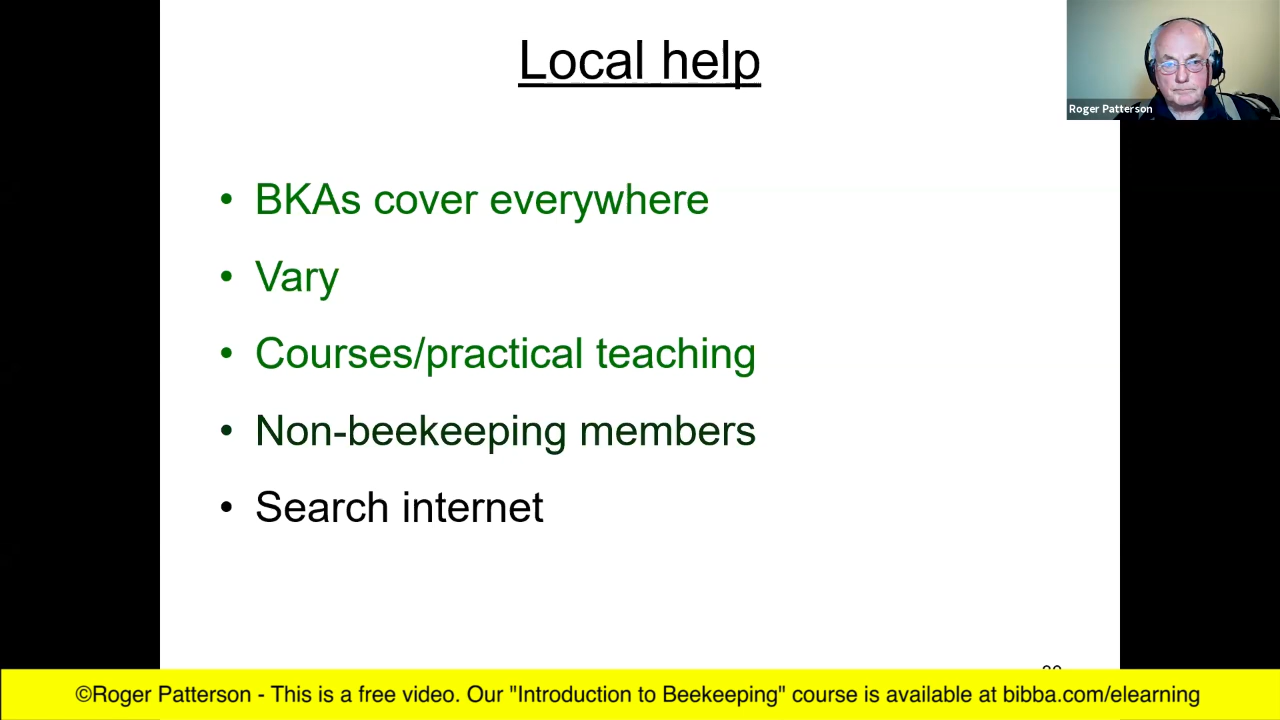 Local help
Roger Patterson
• BKAs cover everywhere
• Vary
• Courses/practical teaching
• Non-beekeeping members
• Search internet
©Roger Patterson - This is a free video. Our "Introduction to Beekeeping" course is available at bibba.com/elearning